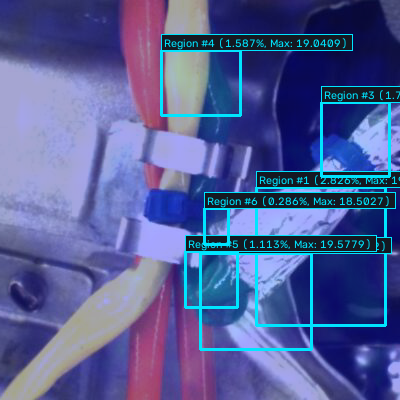 Region #4 (1.587%, Max: 19.0409)
Region #3 (1.7
Region #1 (2.826%, Max: 19
Region #6 (0.286%, Max: 18.5027)
Region #5 (1.113%, Max: 19.5779)